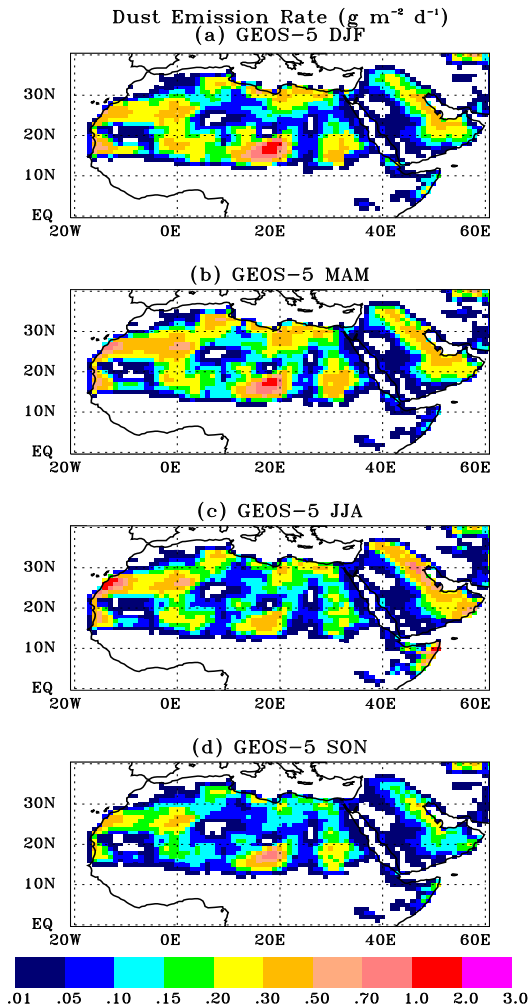 Dust Emission Rate (g m⁻² d⁻¹)
(a) GEOS-5 DJF
30N
20N
10N
EQ
20W 0E 20E 40E 60E
(b) GEOS-5 MAM
30N
20N
10N
EQ
20W 0E 20E 40E 60E
(c) GEOS-5 JJA
30N
20N
10N
EQ
20W 0E 20E 40E 60E
(d) GEOS-5 SON
30N
20N
10N
EQ
20W 0E 20E 40E 60E
.01 .05 .10 .15 .20 .30 .50 .70 1.0 2.0 3.0